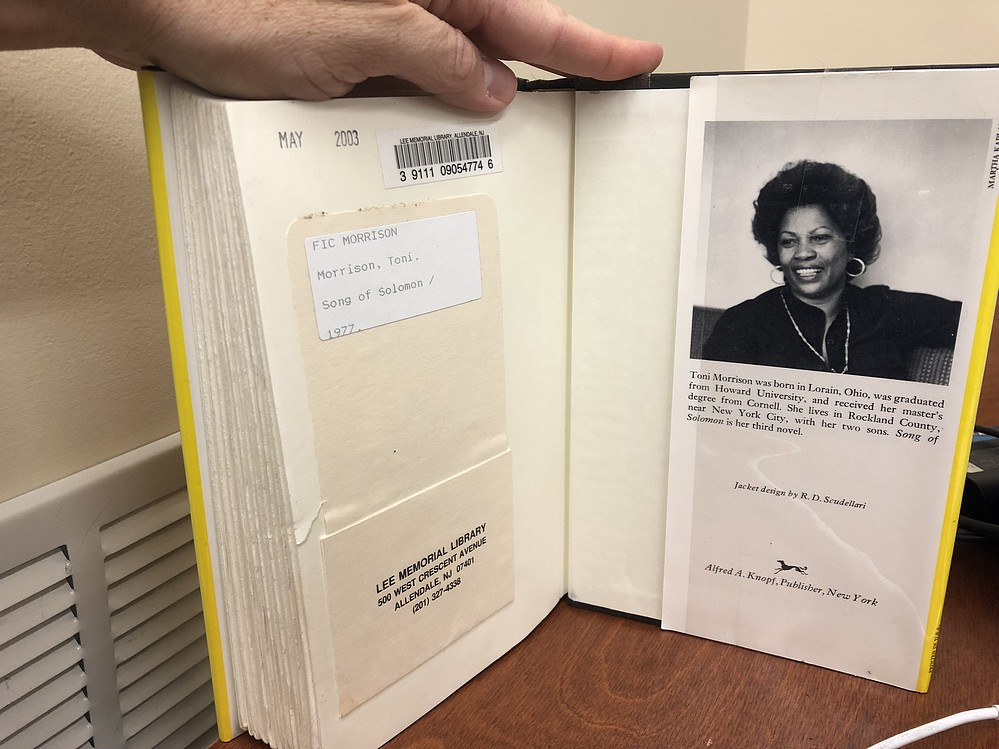 MAY 2003
LEE MEMORIAL LIBRARY, ALLENDALE, NJ
3 9111 09054774 6
FIC MORRISON
Morrison, Toni.
Song of Solomon /
1977.
LEE MEMORIAL LIBRARY
500 WEST CRESCENT AVENUE
ALLENDALE, NJ 07401
(201) 327-4338
Toni Morrison was born in Lorain, Ohio, was graduated
from Howard University, and received her master's
degree from Cornell. She lives in Rockland County,
near New York City, with her two sons. Song of
Solomon is her third novel.
Jacket design by R. D. Scudellari
Alfred A. Knopf, Publisher, New York
MARTHA